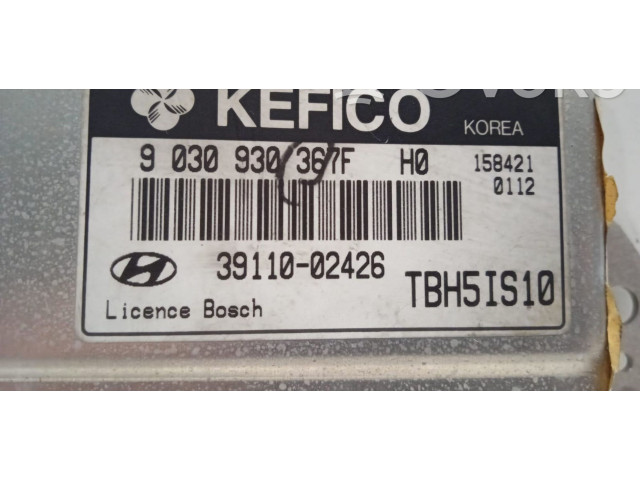 KEFICO
KOREA
9 030 930 367F H0 158421
0112
39110-02426 TBH5IS10
Licence Bosch